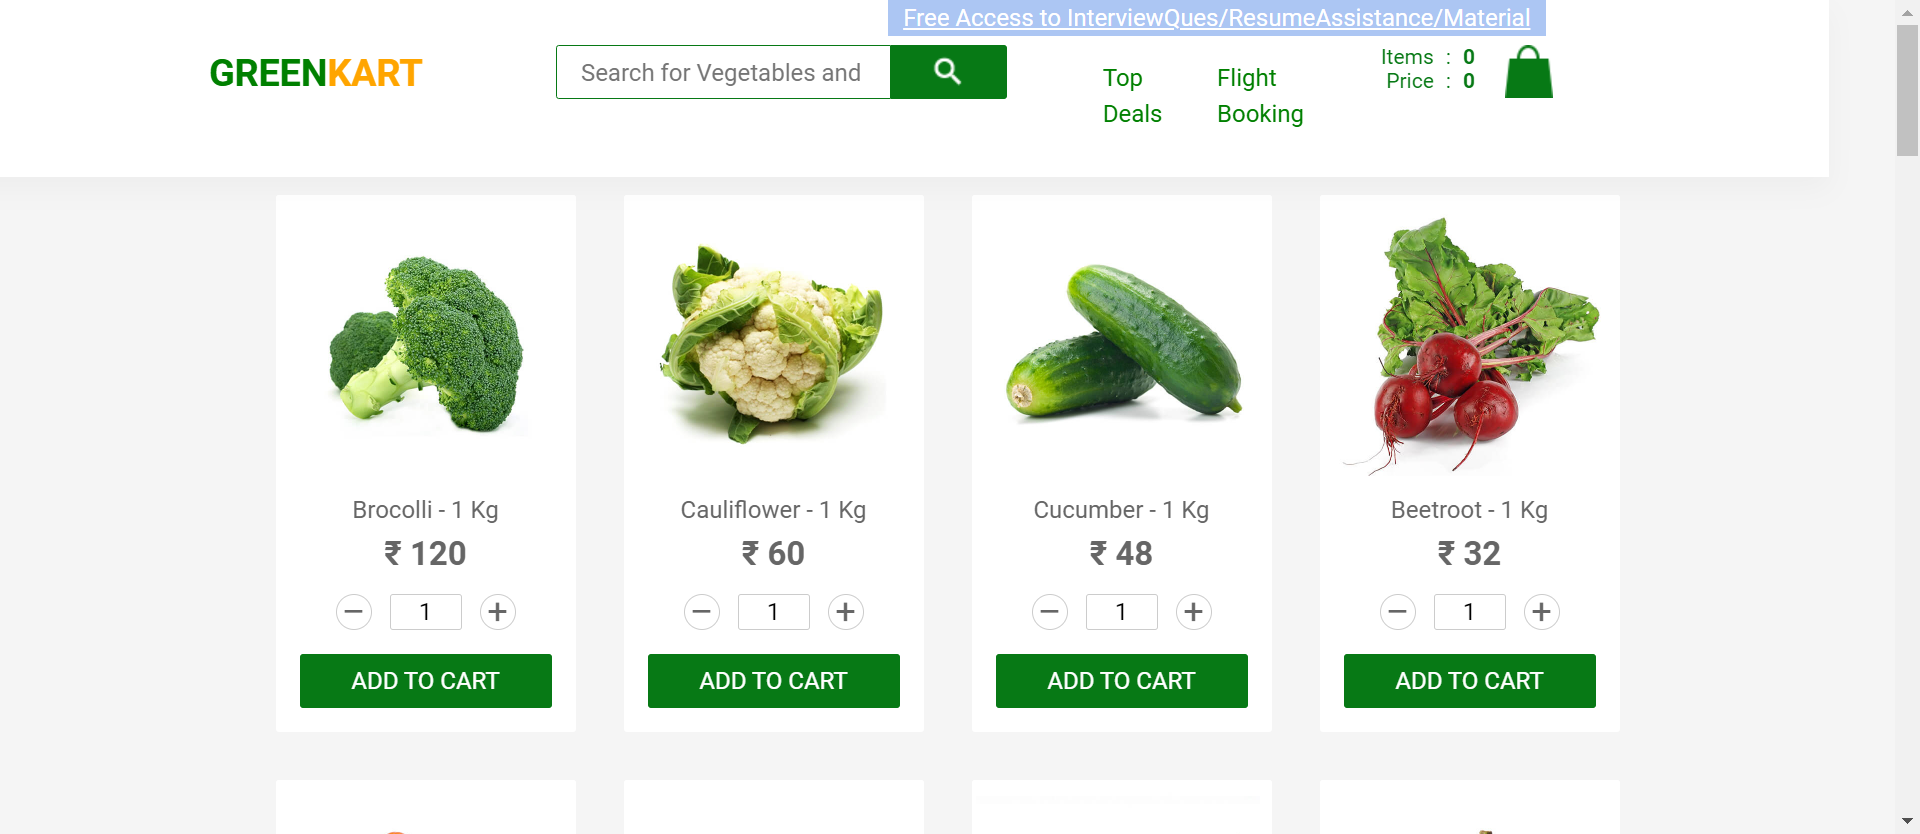 Free Access to InterviewQues/ResumeAssistance/Material
GREENKART
Search for Vegetables and
Top
Deals
Flight
Booking
Items : 0
Price : 0
Brocolli - 1 Kg
₹ 120
1
ADD TO CART
Cauliflower - 1 Kg
₹ 60
1
ADD TO CART
Cucumber - 1 Kg
₹ 48
1
ADD TO CART
Beetroot - 1 Kg
₹ 32
1
ADD TO CART